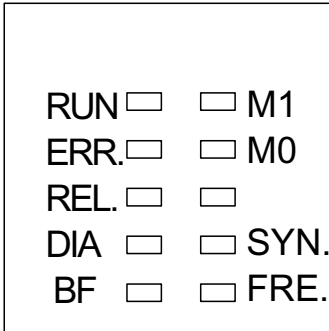 RUN M1
ERR. M0
REL.
DIA SYN.
BF FRE.